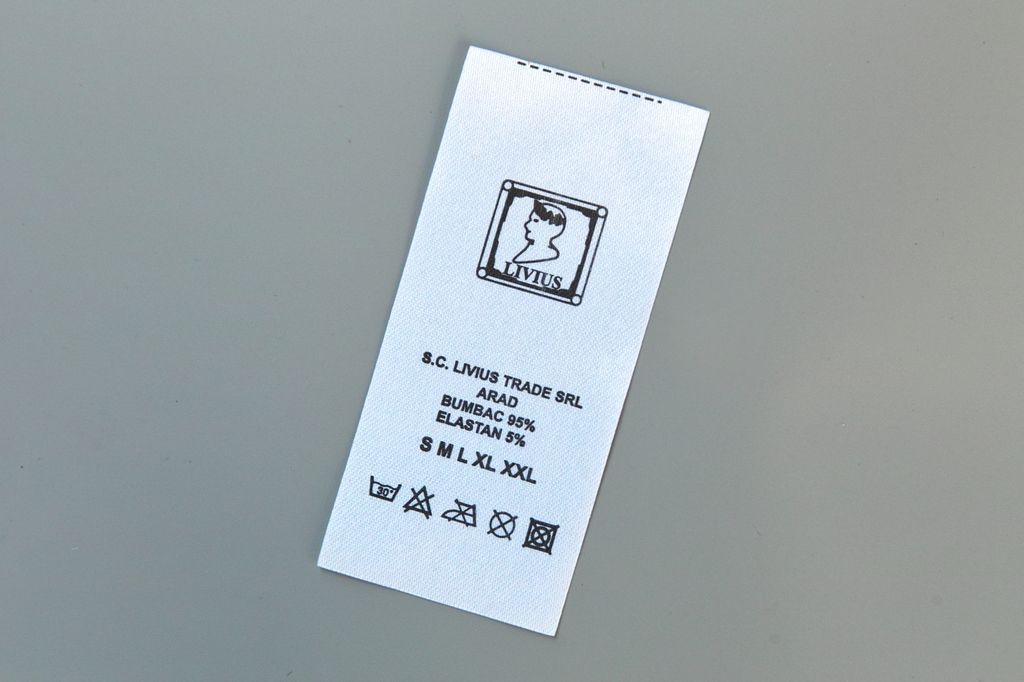 LIVIUS
S.C. LIVIUS TRADE SRL
ARAD
BUMBAC 95%
ELASTAN 5%
S M L XL XXL
30°